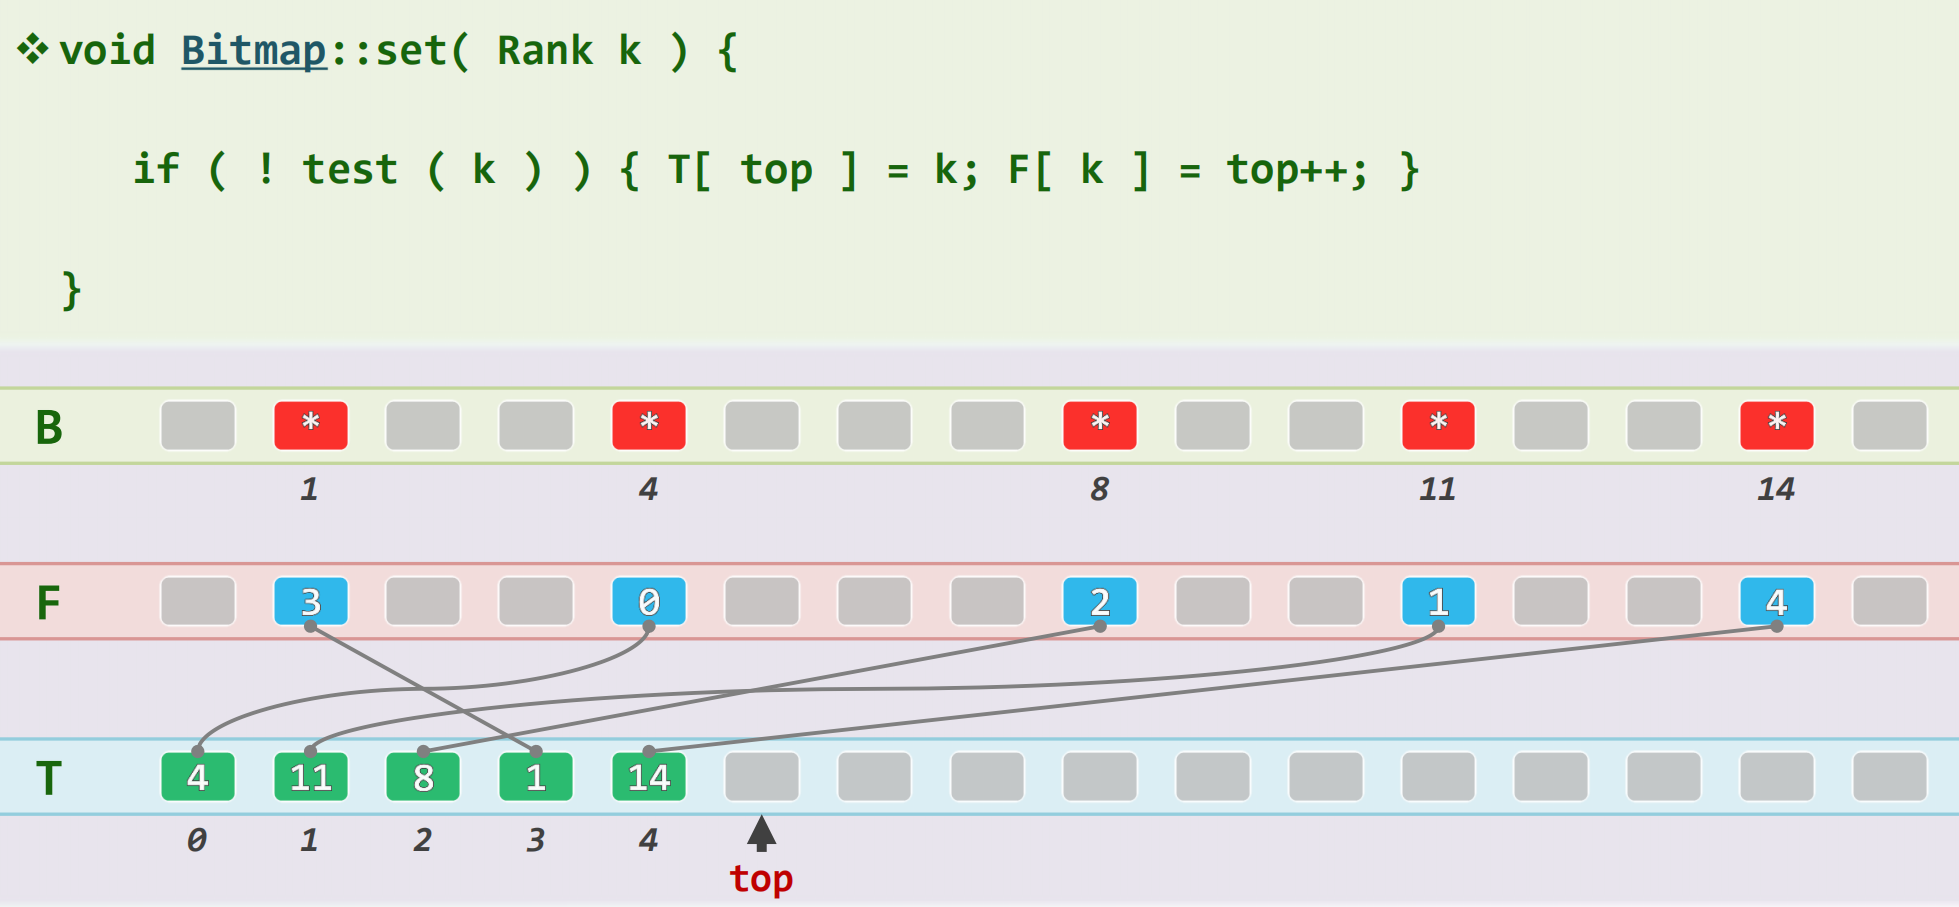 ❖ void Bitmap::set( Rank k ) {
if ( ! test ( k ) ) { T[ top ] = k; F[ k ] = top++; }
}
B * * * * *
1 4 8 11 14
F 3 0 2 1 4
T 4 11 8 1 14
0 1 2 3 4
top